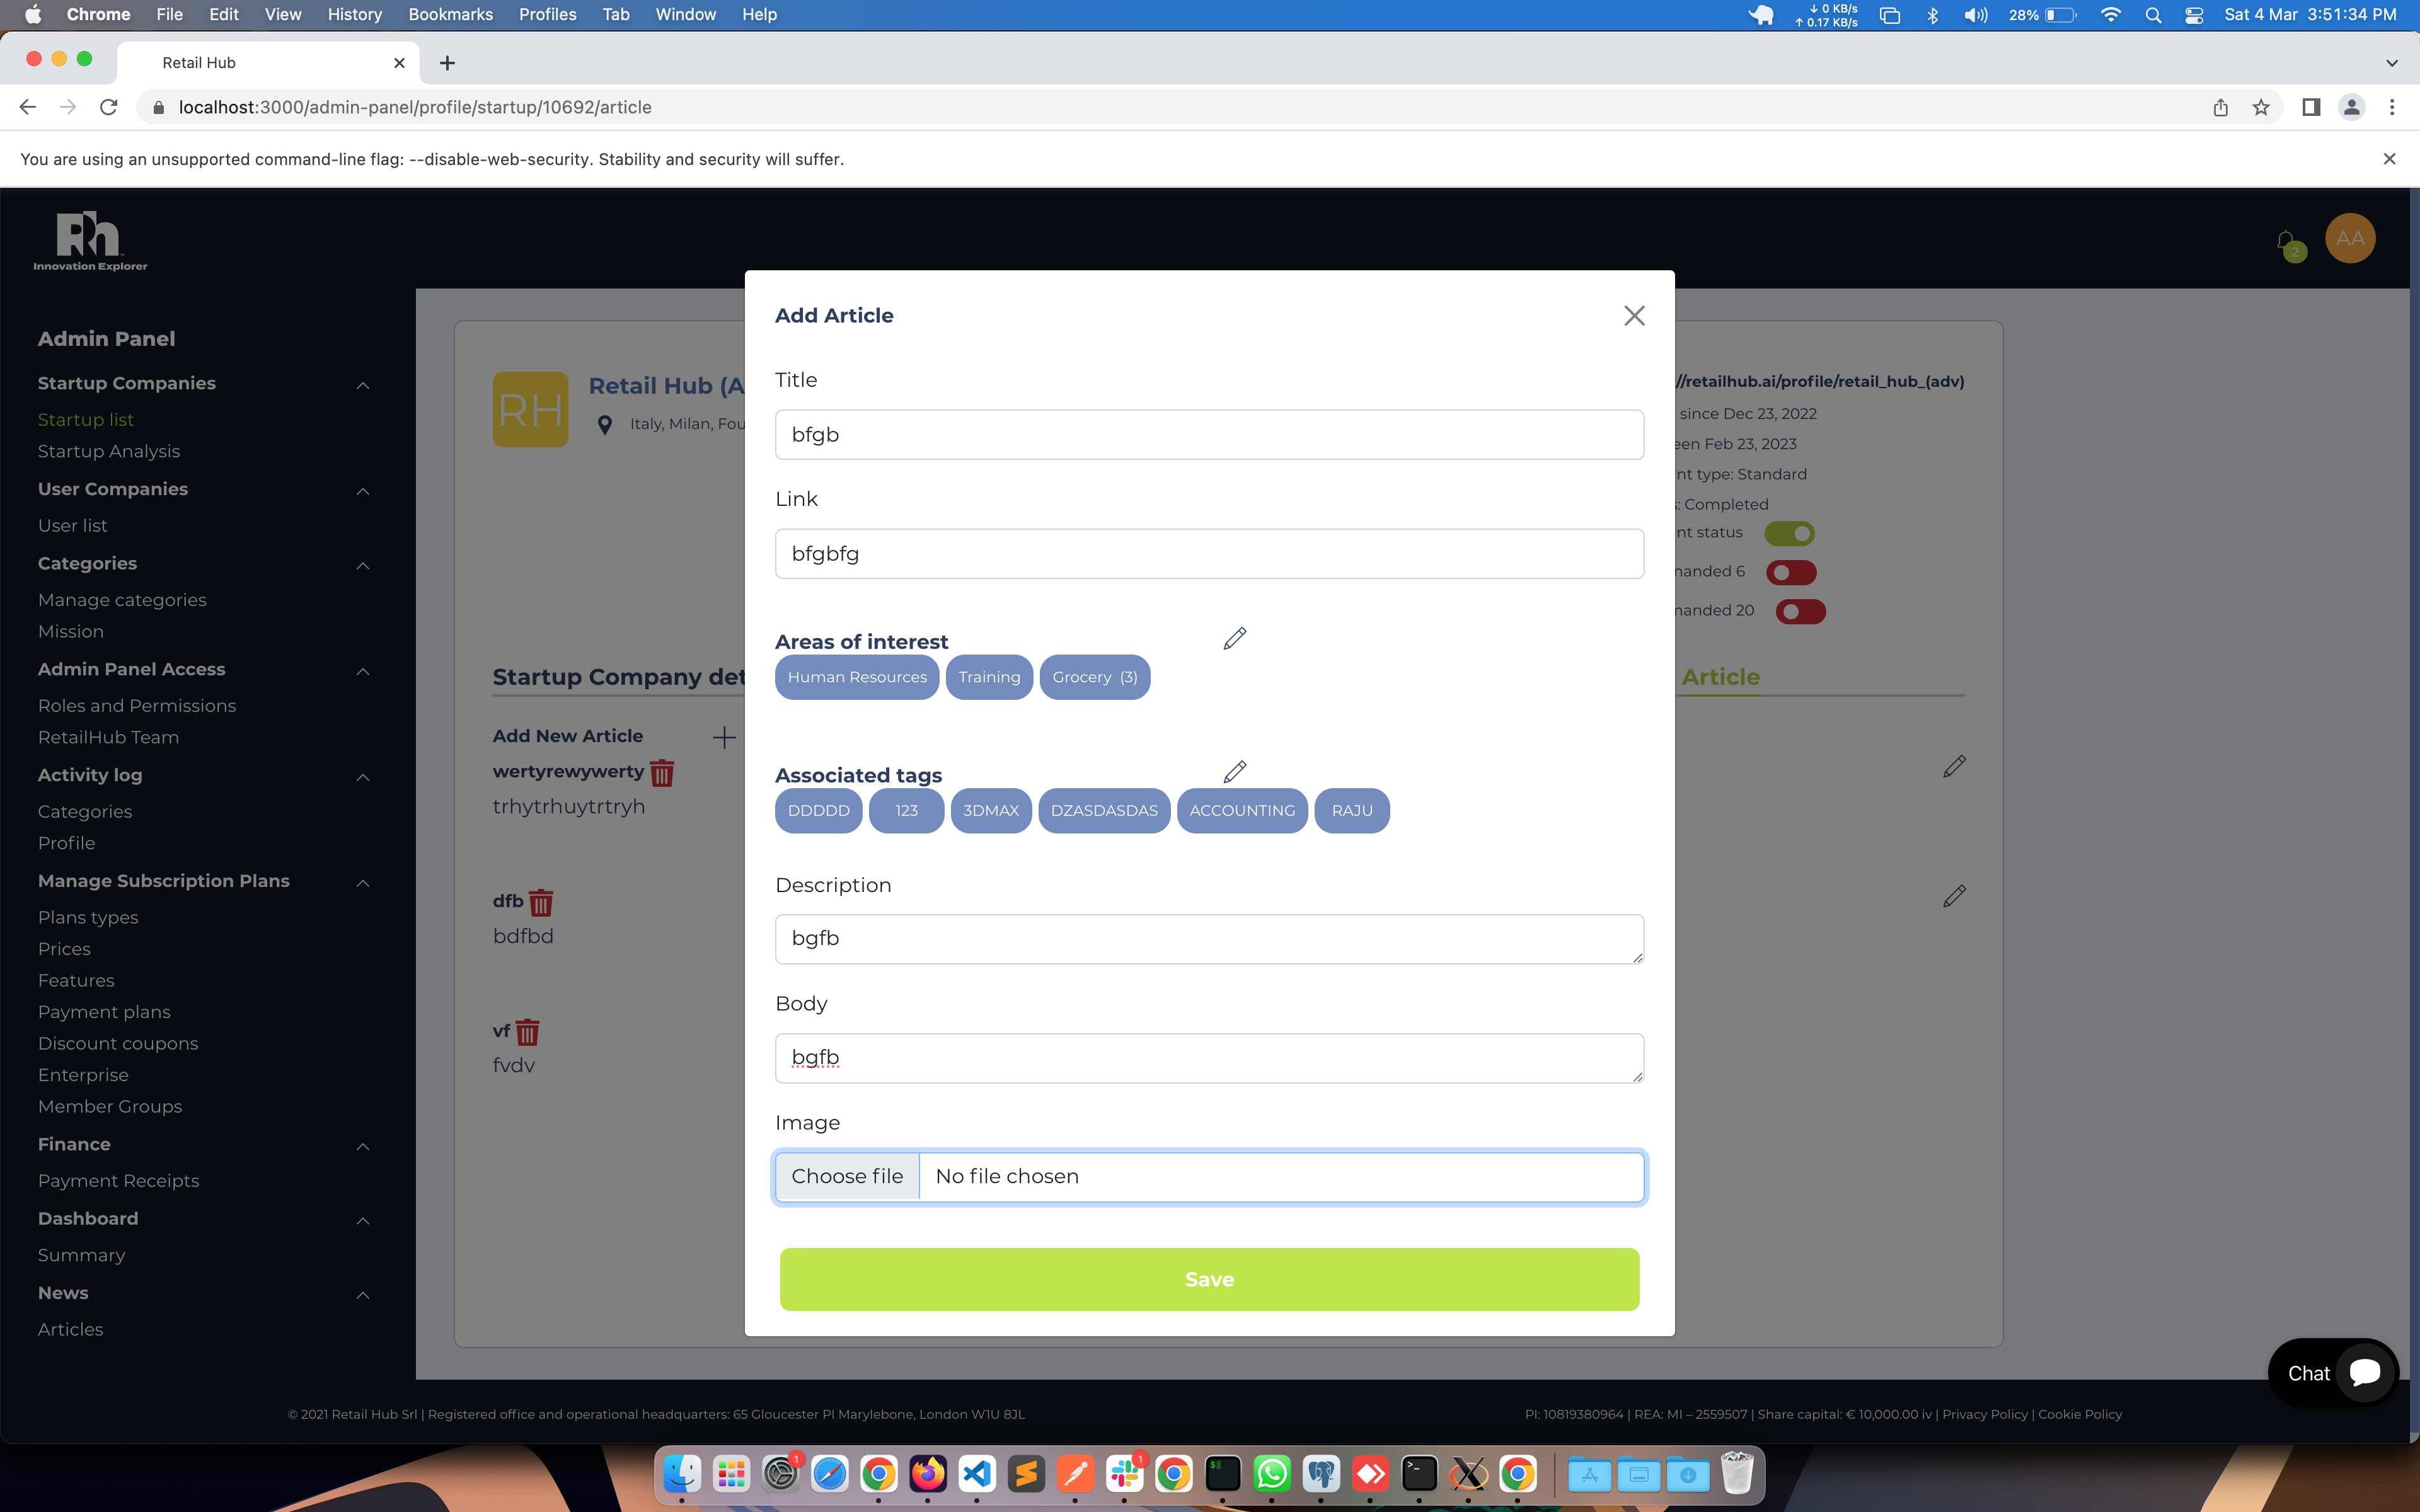 Chrome File Edit View History Bookmarks Profiles Tab Window Help
↓ 0 KB/s
↑ 0.17 KB/s
28%
Sat 4 Mar 3:51:34 PM
Retail Hub
localhost:3000/admin-panel/profile/startup/10692/article
You are using an unsupported command-line flag: --disable-web-security. Stability and security will suffer.
Rh
Innovation Explorer
2
AA
Admin Panel
Startup Companies
Startup list
Startup Analysis
User Companies
User list
Categories
Manage categories
Mission
Admin Panel Access
Roles and Permissions
RetailHub Team
Activity log
Categories
Profile
Manage Subscription Plans
Plans types
Prices
Features
Payment plans
Discount coupons
Enterprise
Member Groups
Finance
Payment Receipts
Dashboard
Summary
News
Articles
RH
Retail Hub (A
Italy, Milan, Fou
Startup Company det
Add New Article
wertyrewywerty
trhytrhuytrtryh
dfb
bdfbd
vf
fvdv
Add Article
Title
bfgb
Link
bfgbfg
Areas of interest
Human Resources Training Grocery (3)
Associated tags
DDDDD 123 3DMAX DZASDASDAS ACCOUNTING RAJU
Description
bgfb
Body
bgfb
Image
Choose file No file chosen
Save
//retailhub.ai/profile/retail_hub_(adv)
since Dec 23, 2022
een Feb 23, 2023
nt type: Standard
: Completed
nt status
manded 6
manded 20
Article
Chat
© 2021 Retail Hub Srl | Registered office and operational headquarters: 65 Gloucester Pl Marylebone, London W1U 8JL
PI: 10819380964 | REA: MI – 2559507 | Share capital: € 10,000.00 iv | Privacy Policy | Cookie Policy
1
1